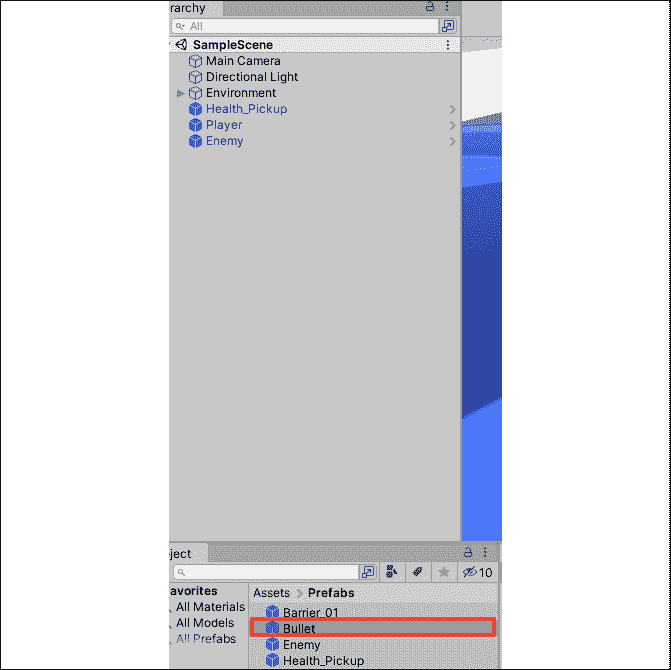 rarchy
All
SampleScene
Main Camera
Directional Light
Environment
Health_Pickup
Player
Enemy
ject
10
avorites
Assets > Prefabs
All Materials
All Models
All Prefabs
Barrier_01
Bullet
Enemy
Health_Pickup